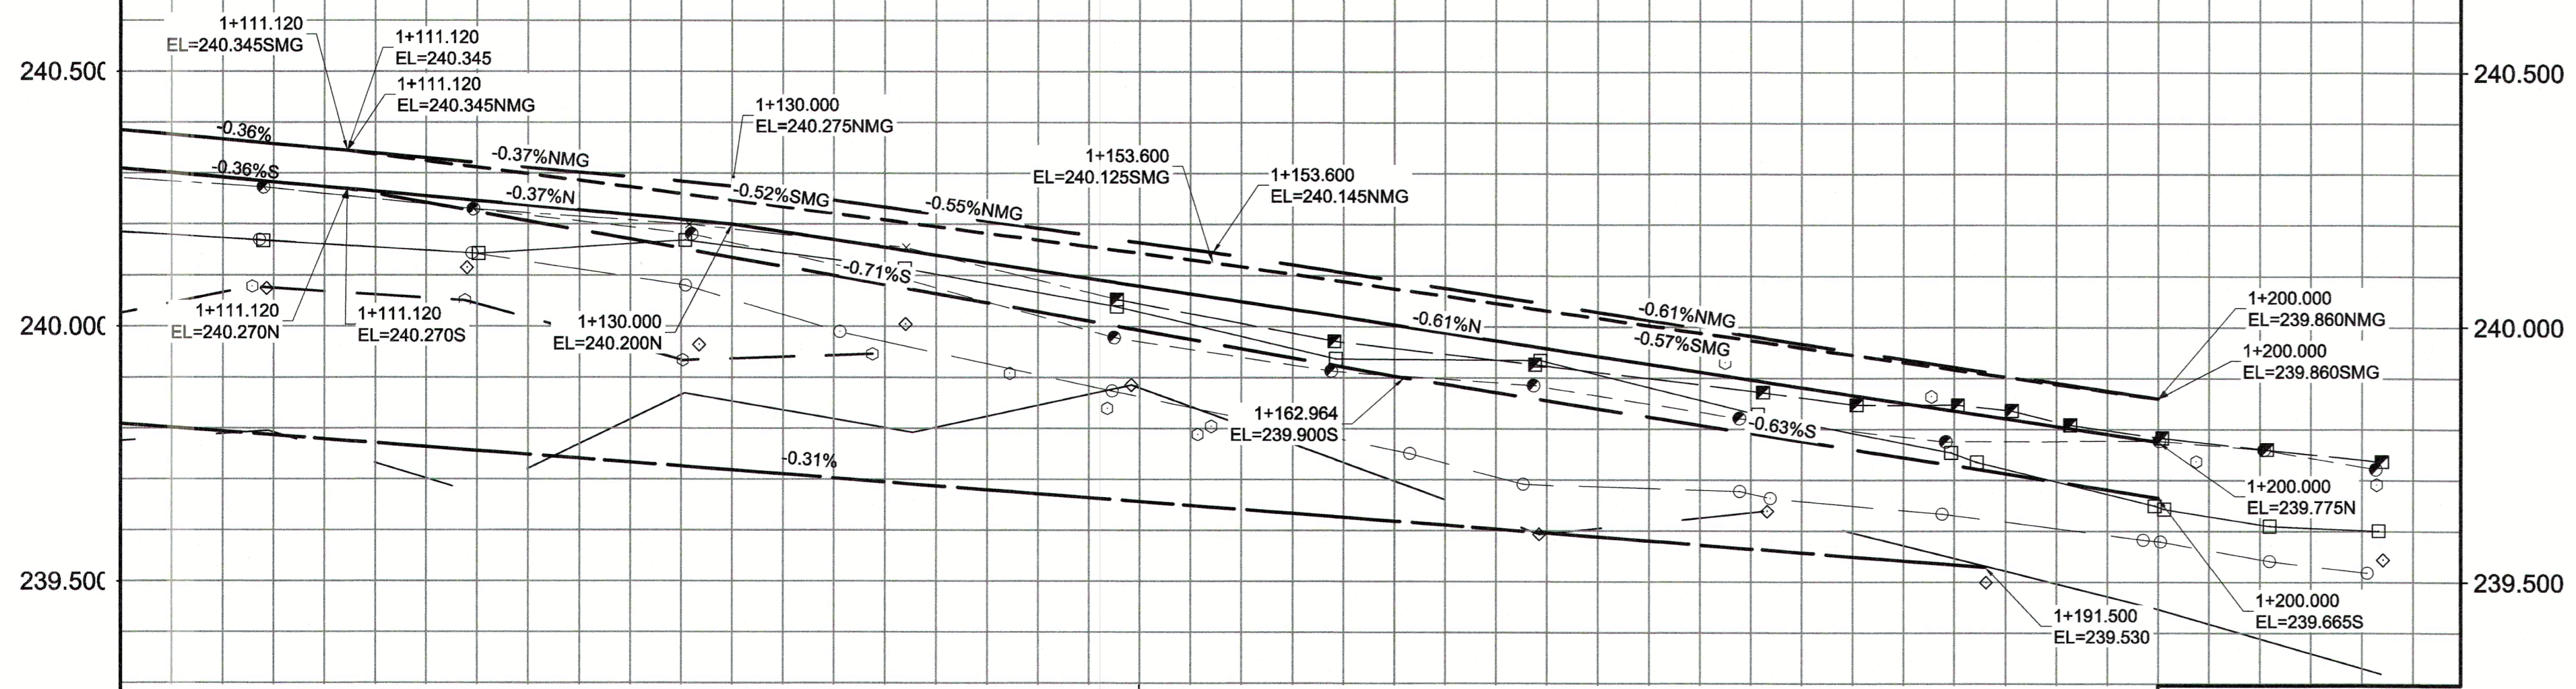 1+111.120
EL=240.345SMG
1+111.120
EL=240.345
1+111.120
EL=240.345NMG
1+130.000
EL=240.275NMG
240.500
240.500
-0.36%
-0.37%NMG
-0.36%S
-0.37%N
-0.52%SMG
-0.55%NMG
1+153.600
EL=240.125SMG
1+153.600
EL=240.145NMG
-0.71%S
1+111.120
EL=240.270N
1+111.120
EL=240.270S
1+130.000
EL=240.200N
240.000
240.000
-0.61%N
-0.61%NMG
-0.57%SMG
1+200.000
EL=239.860NMG
1+200.000
EL=239.860SMG
1+162.964
EL=239.900S
-0.63%S
-0.31%
1+200.000
EL=239.775N
239.500
239.500
1+200.000
EL=239.665S
1+191.500
EL=239.530